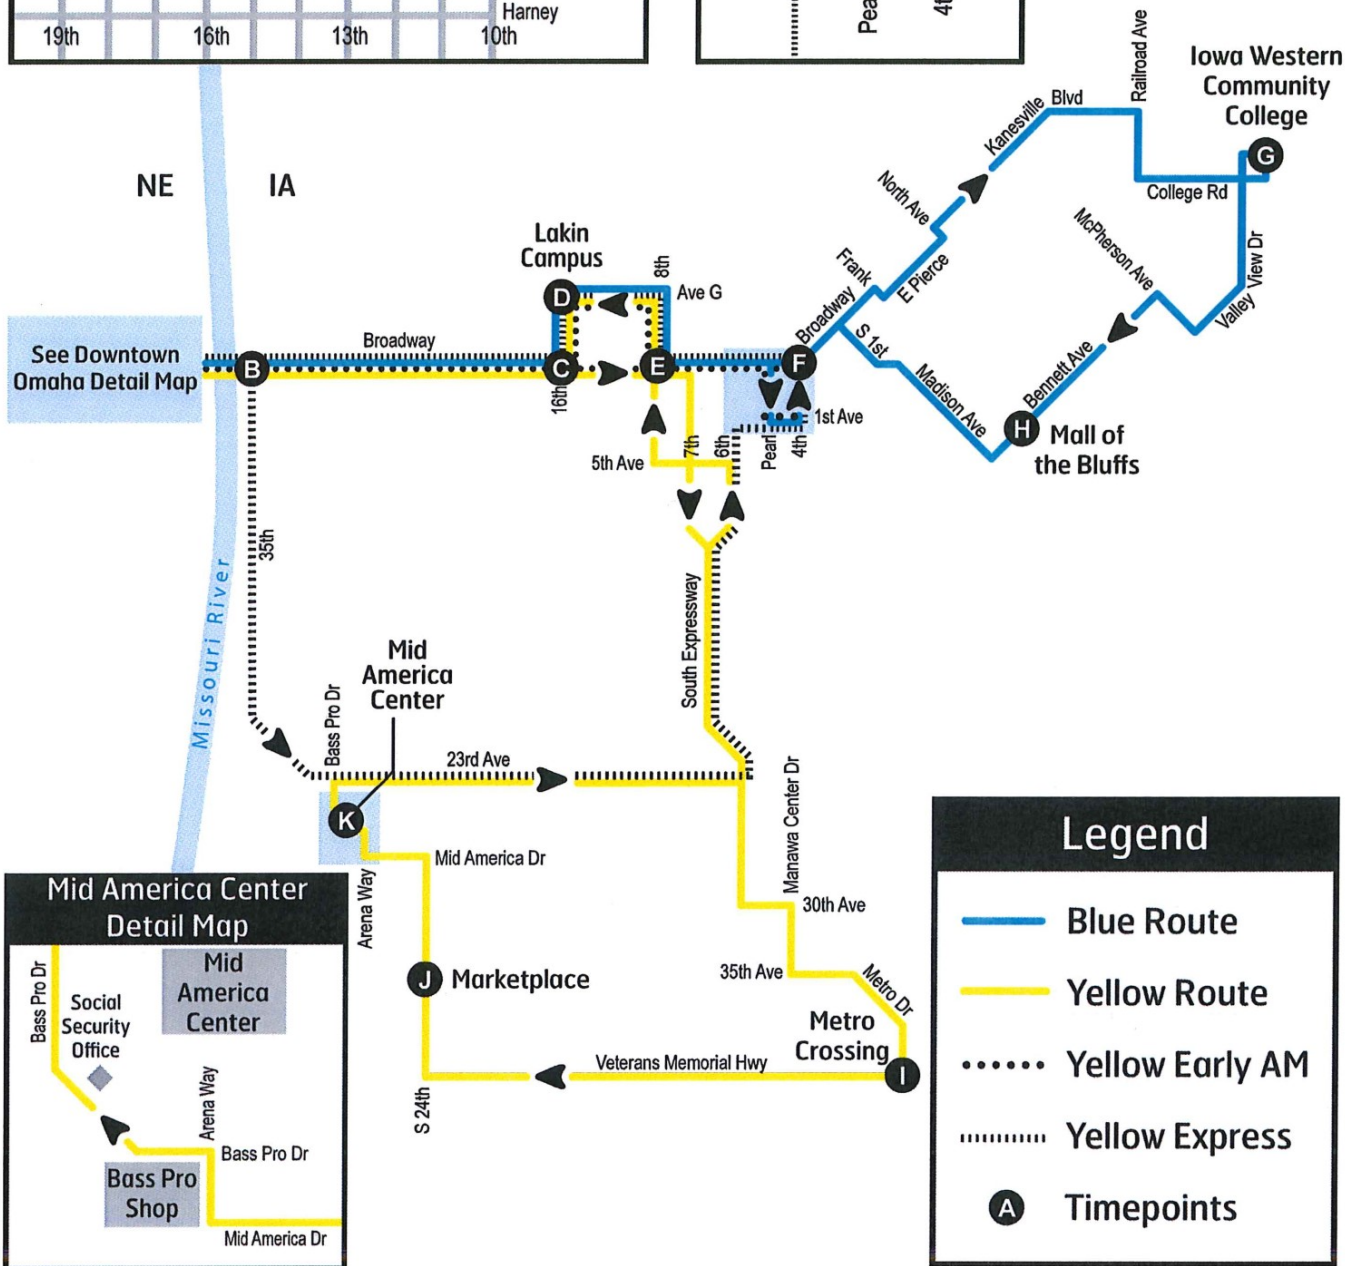 Harney
19th
16th
13th
10th
Pea
4t
Iowa Western
Community
College
Railroad Ave
Blvd
Kanesville
G
College Rd
NE
IA
North Ave
McPherson Ave
Lakin
Campus
Frank
E Pierce
View Dr
Valley
D
8th
Ave G
Broadway
See Downtown
Omaha Detail Map
Broadway
B
C
E
F
S 1st
Madison Ave
Bennett Ave
16th
1st Ave
H
Mall of
the Bluffs
5th Ave
7th
6th
Pearl
4th
35th
Missouri River
South Expressway
Mid
America
Center
Bass Pro Dr
23rd Ave
Manawa Center Dr
K
Mid America Dr
Arena Way
30th Ave
35th Ave
Metro Dr
J
Marketplace
Metro
Crossing
Veterans Memorial Hwy
I
S 24th
Mid America Center
Detail Map
Bass Pro Dr
Mid
America
Center
Social
Security
Office
Arena Way
Bass Pro Dr
Bass Pro
Shop
Mid America Dr
Legend
Blue Route
Yellow Route
Yellow Early AM
Yellow Express
A
Timepoints